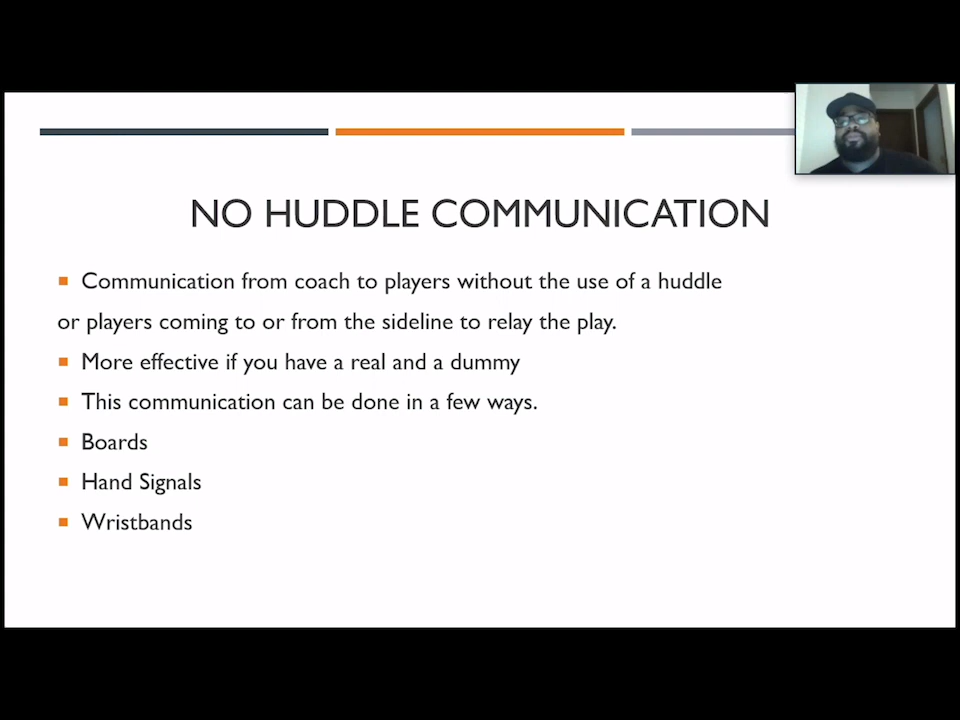 NO HUDDLE COMMUNICATION
Communication from coach to players without the use of a huddle
or players coming to or from the sideline to relay the play.
More effective if you have a real and a dummy
This communication can be done in a few ways.
Boards
Hand Signals
Wristbands